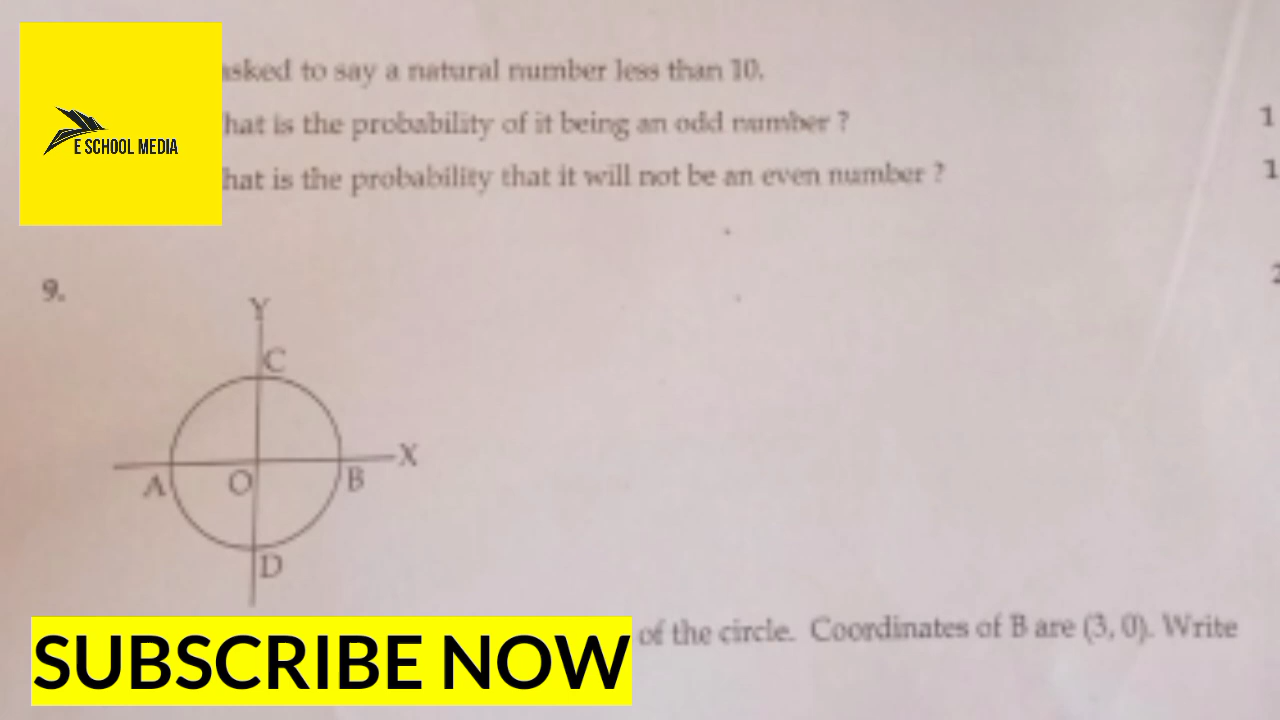 E SCHOOL MEDIA
asked to say a natural number less than 10.
hat is the probability of it being an odd number ? 1
hat is the probability that it will not be an even number ? 1
9. 2
Y
C
X
A O B
D
SUBSCRIBE NOW
of the circle. Coordinates of B are (3, 0). Write